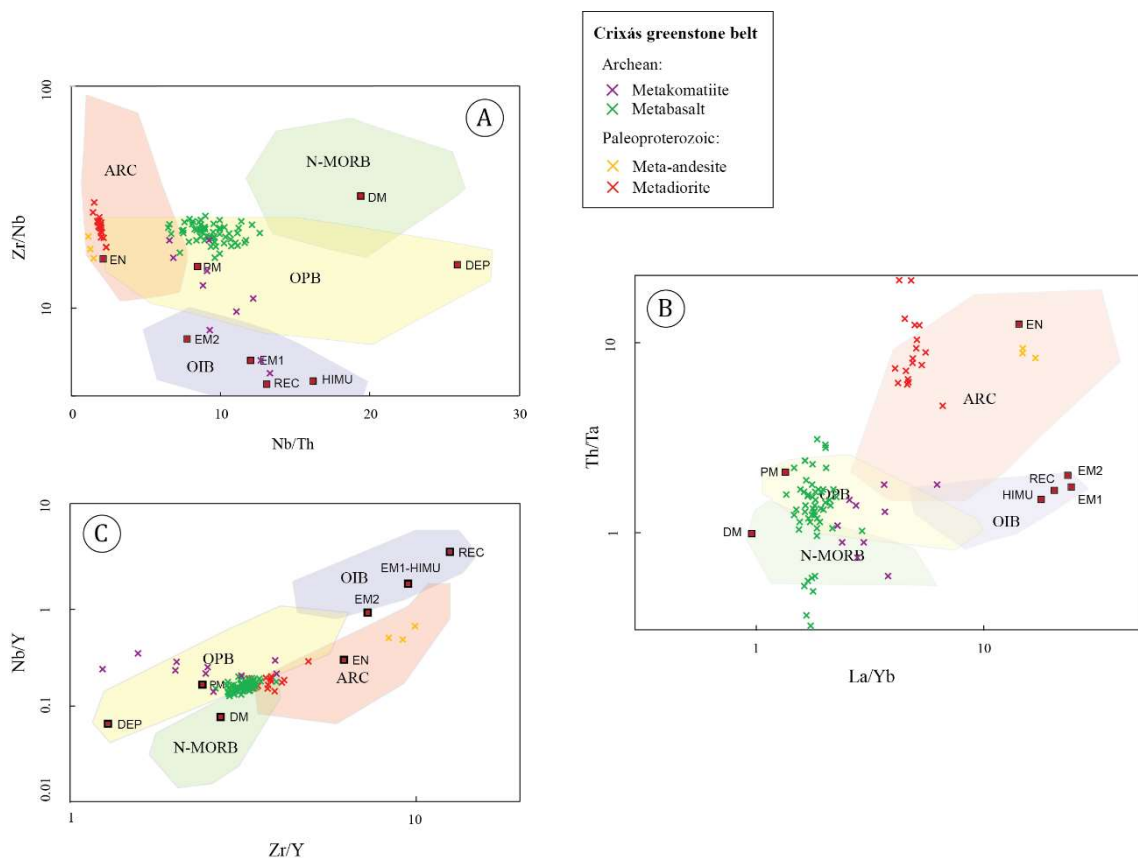 Crixás greenstone belt
Archean:
Metakomatiite
Metabasalt
Paleoproterozoic:
Meta-andesite
Metadiorite
A
100
10
Zr/Nb
ARC
N-MORB
DM
EN
PM
OPB
DEP
EM2
OIB
EM1
REC
HIMU
0
10
20
30
Nb/Th
B
10
1
Th/Ta
EN
ARC
PM
OPB
EM2
REC
HIMU
EM1
OIB
DM
N-MORB
1
10
La/Yb
C
10
1
0.1
0.01
Nb/Y
REC
EM1-HIMU
OIB
EM2
OPB
EN
ARC
PM
DEP
DM
N-MORB
1
10
Zr/Y